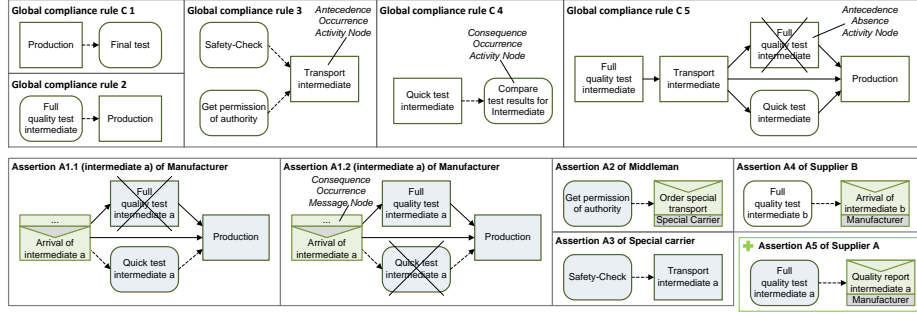 Global compliance rule C 1
Production
Final test
Global compliance rule 2
Full
quality test
intermediate
Production
Global compliance rule 3
Antecedence
Occurrence
Activity Node
Safety-Check
Transport
intermediate
Get permission
of authority
Global compliance rule C 4
Consequence
Occurrence
Activity Node
Quick test
intermediate
Compare
test results for
Intermediate
Global compliance rule C 5
Antecedence
Absence
Activity Node
Full
quality test
intermediate
Full
quality test
intermediate
Transport
intermediate
Production
Quick test
intermediate
Assertion A1.1 (intermediate a) of Manufacturer
Full
quality test
intermediate a
...
Arrival of
intermediate a
Production
Quick test
intermediate a
Assertion A1.2 (intermediate a) of Manufacturer
Consequence
Occurrence
Message Node
Full
quality test
intermediate a
...
Arrival of
intermediate a
Production
Quick test
intermediate a
Assertion A2 of Middleman
Get permission
of authority
Order special
transport
Special Carrier
Assertion A3 of Special carrier
Safety-Check
Transport
intermediate a
Assertion A4 of Supplier B
Full
quality test
intermediate b
Arrival of
intermediate b
Manufacturer
Assertion A5 of Supplier A
Full
quality test
intermediate a
Quality report
intermediate a
Manufacturer